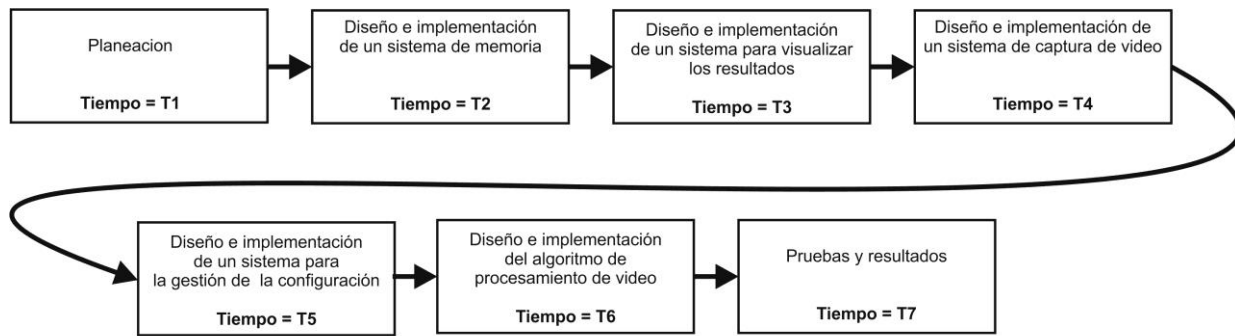 Planeacion
Tiempo = T1
Diseño e implementación
de un sistema de memoria
Tiempo = T2
Diseño e implementación
de un sistema para visualizar
los resultados
Tiempo = T3
Diseño e implementación de
un sistema de captura de video
Tiempo = T4
Diseño e implementación
de un sistema para
la gestión de la configuración
Tiempo = T5
Diseño e implementación
del algoritmo de
procesamiento de video
Tiempo = T6
Pruebas y resultados
Tiempo = T7